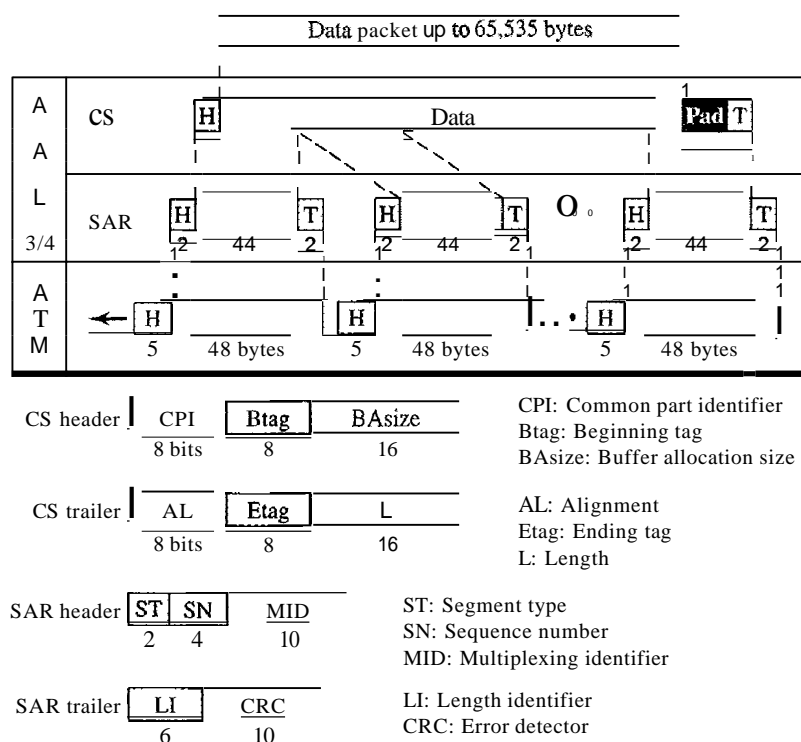 Data packet up to 65,535 bytes
A A L 3/4
CS
H
Data
Pad T
SAR
H T H T H T
2 44 2 2 44 2 2 44 2
A T M
H H H
5 48 bytes 5 48 bytes 5 48 bytes
CS header CPI Btag BAsize
8 bits 8 16
CPI: Common part identifier
Btag: Beginning tag
BAsize: Buffer allocation size
CS trailer AL Etag L
8 bits 8 16
AL: Alignment
Etag: Ending tag
L: Length
SAR header ST SN MID
2 4 10
ST: Segment type
SN: Sequence number
MID: Multiplexing identifier
SAR trailer LI CRC
6 10
LI: Length identifier
CRC: Error detector